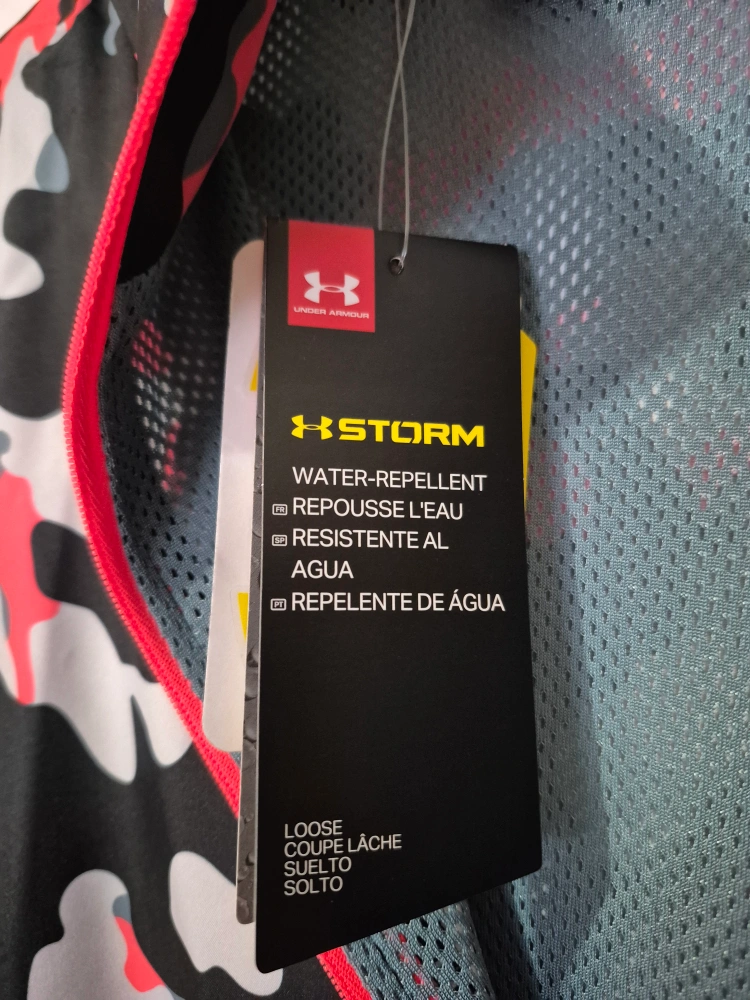 UNDER ARMOUR
STORM
WATER-REPELLENT
FR REPOUSSE L'EAU
SP RESISTENTE AL
AGUA
PT REPELENTE DE ÁGUA
LOOSE
COUPE LÂCHE
SUELTO
SOLTO